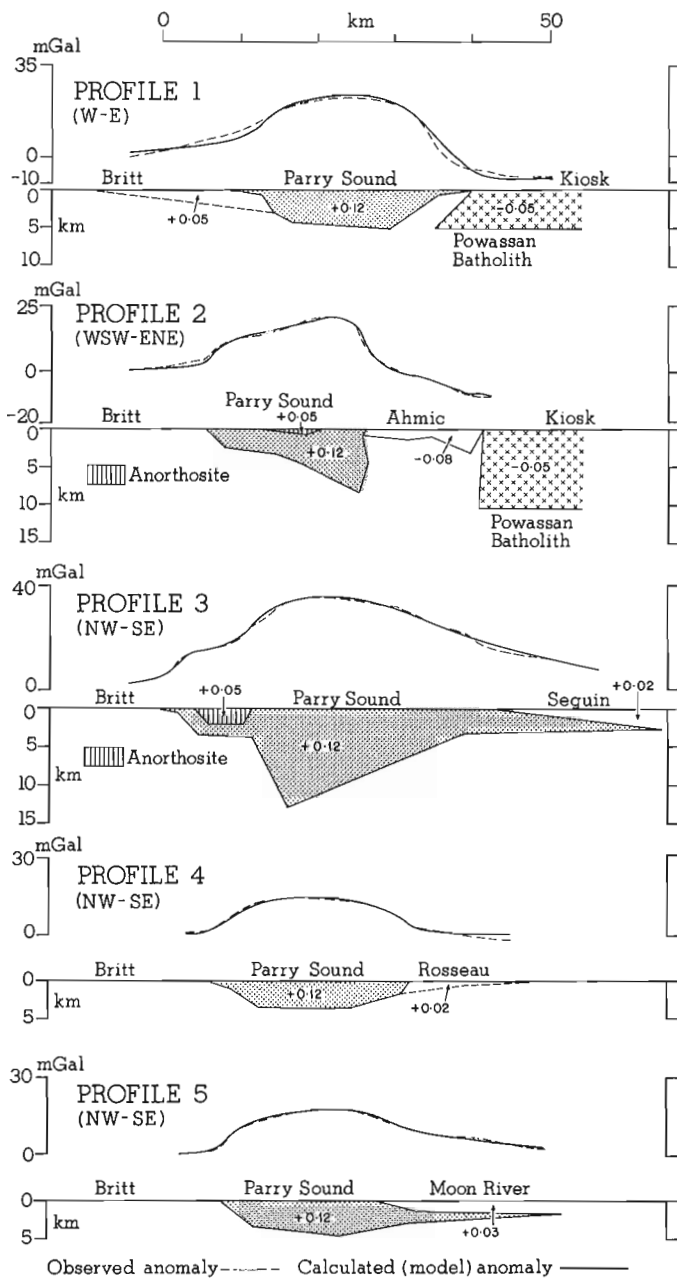 0 km 50
mGal
35
PROFILE 1
(W-E)
0
-10
Britt Parry Sound Kiosk
0
+0·05 +0·12 -0·05
5
km
10
Powassan
Batholith
mGal
25
PROFILE 2
(WSW-ENE)
0
-20
Parry Sound
Britt +0·05 Ahmic Kiosk
0
+0·12 -0·08 -0·05
5
Anorthosite
km
10
15
Powassan
Batholith
mGal
40
PROFILE 3
(NW-SE)
0
Britt +0·05 Parry Sound Seguin +0·02
0
5
+0·12
Anorthosite
km
10
15
mGal
30
PROFILE 4
(NW-SE)
0
Britt Parry Sound Rosseau
0
+0·12 +0·02
km
5
mGal
30
PROFILE 5
(NW-SE)
0
Britt Parry Sound Moon River
0
+0·12
km
5
+0·03
Observed anomaly Calculated (model) anomaly